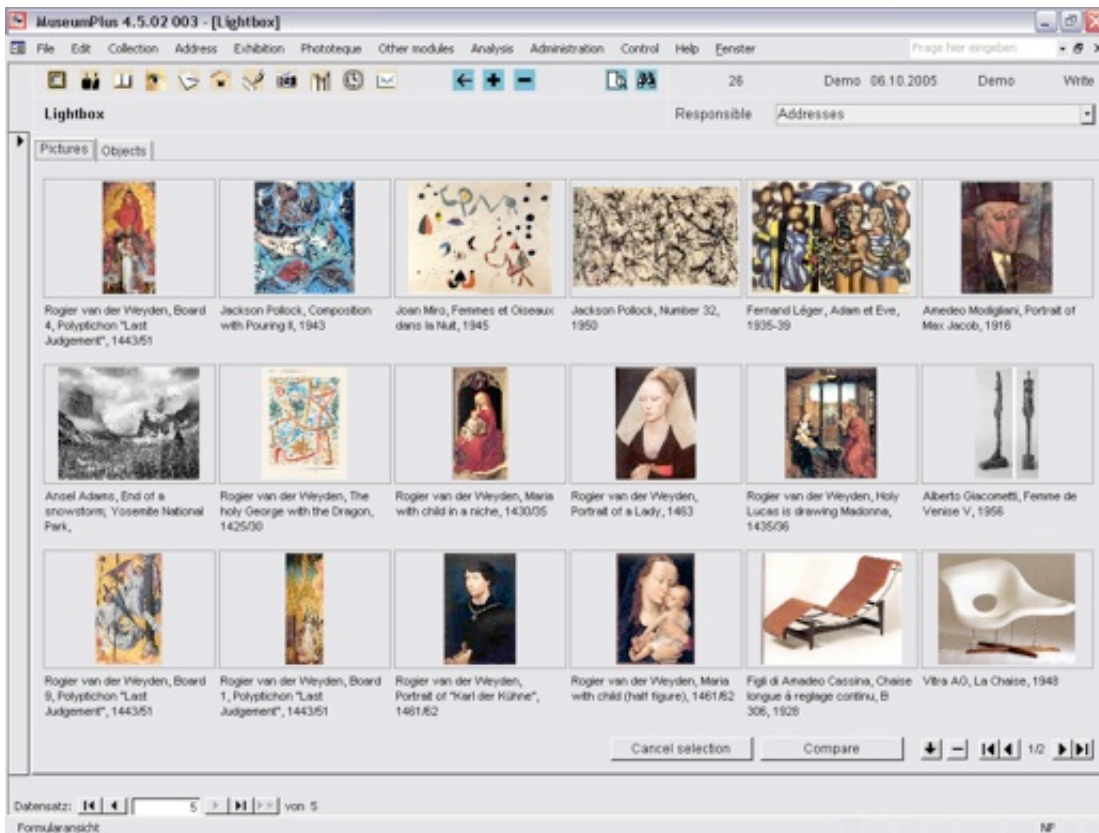 MuseumPlus 4.5.02 003 - [Lightbox]
File Edit Collection Address Exhibition Phototeque Other modules Analysis Administration Control Help Fenster Frage hier eingeben
26 Demo 06.10.2005 Demo Write
Lightbox Responsible Addresses
Pictures Objects
Rogier van der Weyden, Board
4, Polyptichon "Last
Judgement", 1443/51
Jackson Pollock, Composition
with Pouring II, 1943
Joan Miro, Femmes et Oiseaux
dans la Nuit, 1945
Jackson Pollock, Number 32,
1950
Fernand Léger, Adam et Eve,
1935-39
Amedeo Modigliani, Portrait of
Max Jacob, 1916
Ansel Adams, End of a
snowstorm; Yosemite National
Park,
Rogier van der Weyden, The
holy George with the Dragon,
1425/30
Rogier van der Weyden, Maria
with child in a niche, 1430/35
Rogier van der Weyden,
Portrait of a Lady, 1463
Rogier van der Weyden, Holy
Lucas is drawing Madonna,
1435/36
Alberto Giacometti, Femme de
Venise V, 1956
Rogier van der Weyden, Board
9, Polyptichon "Last
Judgement", 1443/51
Rogier van der Weyden, Board
1, Polyptichon "Last
Judgement", 1443/51
Rogier van der Weyden,
Portrait of "Karl der Kühne",
1461/62
Rogier van der Weyden, Maria
with child (half figure), 1461/62
Figli di Amadeo Cassina, Chaise
longue à reglage continu, B
306, 1928
Vitra AG, La Chaise, 1948
Cancel selection Compare 1/2
Datensatz: 5 von 5
Formularansicht NF